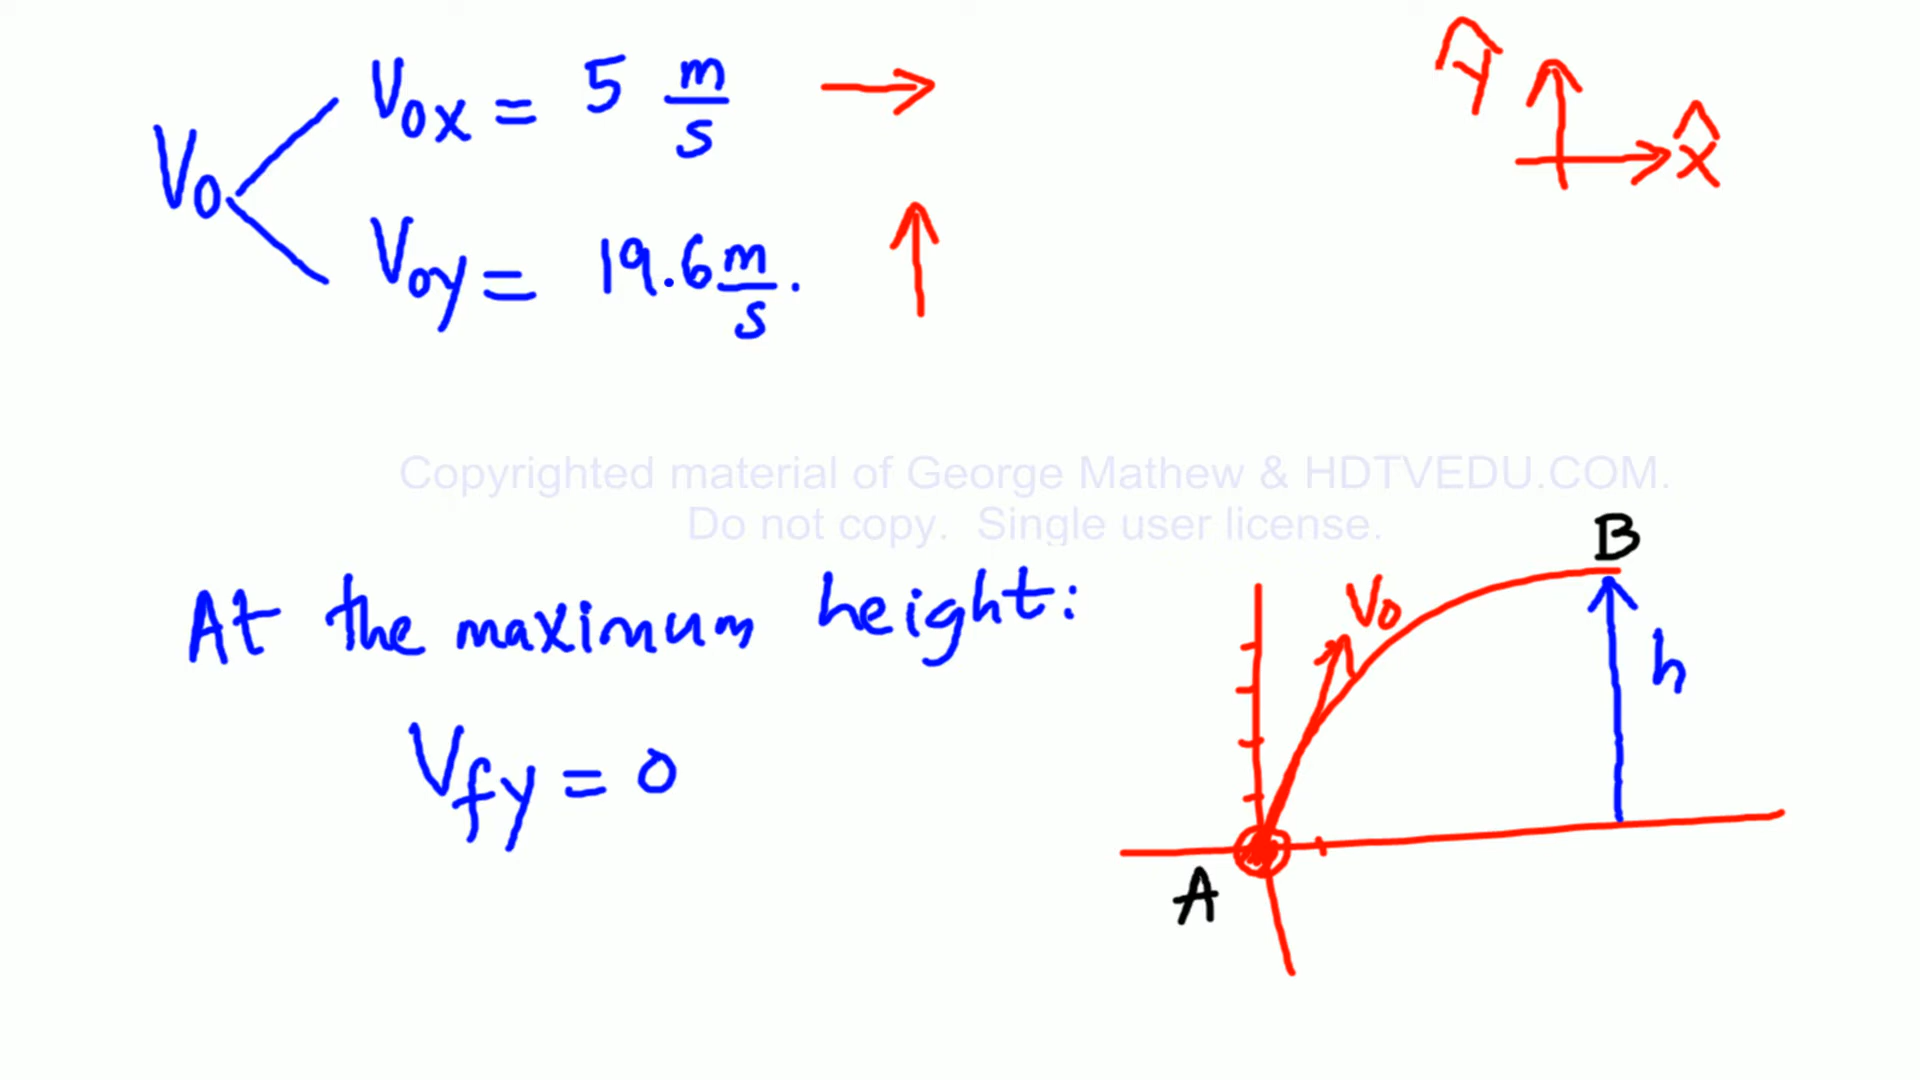 V₀
V₀x = 5 m/s
V₀y = 19.6 m/s.
ŷ
x̂
Copyrighted material of George Mathew & HDTVEDU.COM.
Do not copy. Single user license.
At the maximum height:
Vfy = 0
B
V₀
h
A